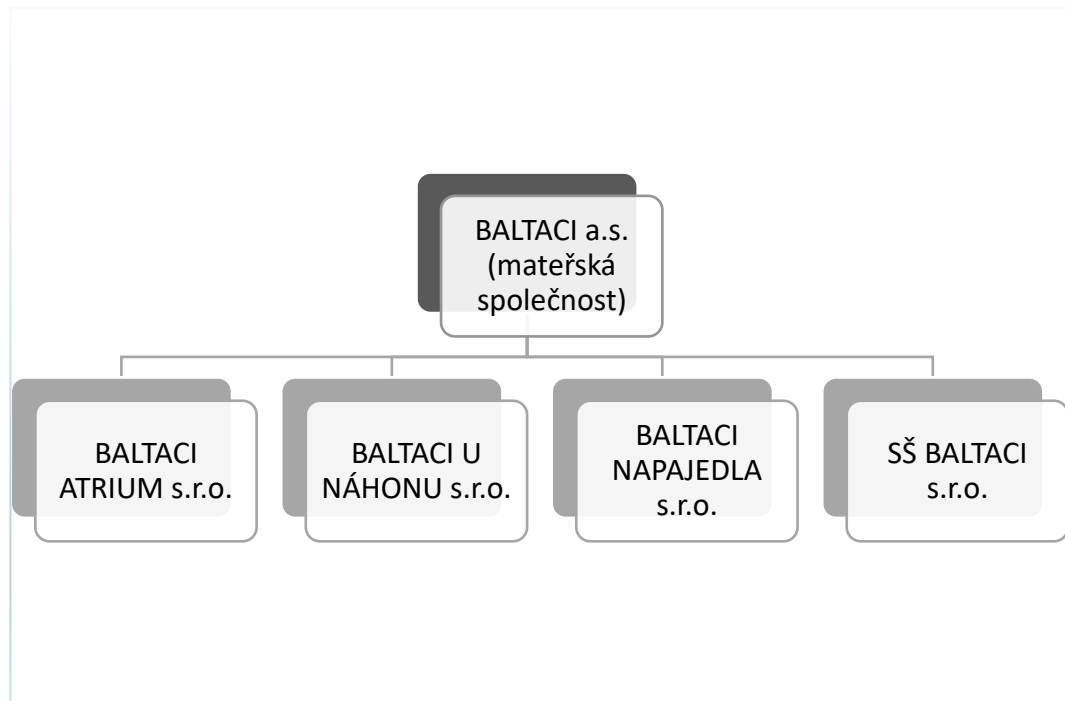 BALTACI a.s.
(mateřská
společnost)
BALTACI
ATRIUM s.r.o.
BALTACI U
NÁHONU s.r.o.
BALTACI
NAPAJEDLA
s.r.o.
SŠ BALTACI
s.r.o.